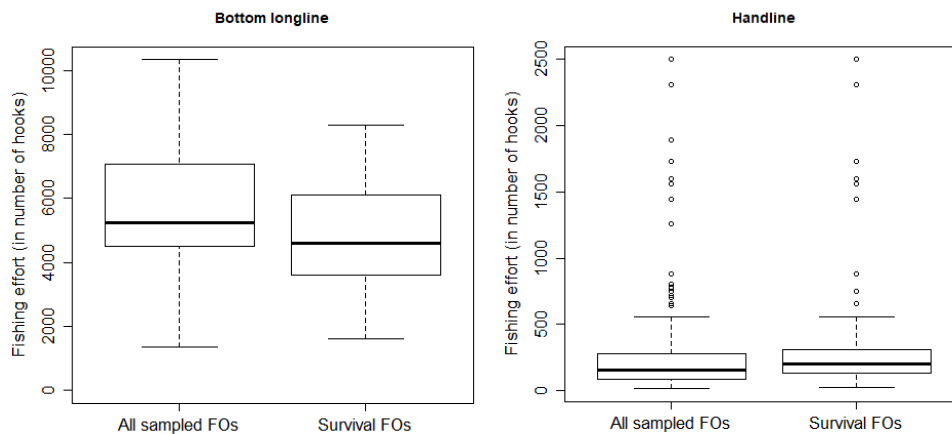 Bottom longline
Fishing effort (in number of hooks)
10000
8000
6000
4000
2000
0
All sampled FOs Survival FOs
Handline
Fishing effort (in number of hooks)
2500
2000
1500
1000
500
0
All sampled FOs Survival FOs